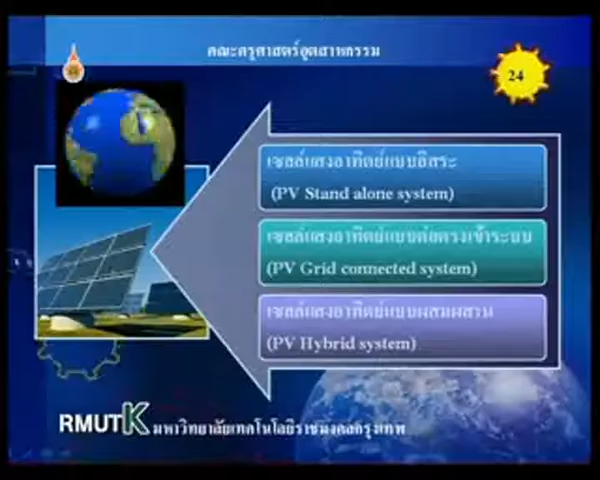 คณะครุศาสตร์อุตสาหกรรม
24
เซลล์แสงอาทิตย์แบบอิสระ
(PV Stand alone system)
เซลล์แสงอาทิตย์แบบต่อตรงเข้าระบบ
(PV Grid connected system)
เซลล์แสงอาทิตย์แบบผสมผสาน
(PV Hybrid system)
RMUTK มหาวิทยาลัยเทคโนโลยีราชมงคลกรุงเทพ